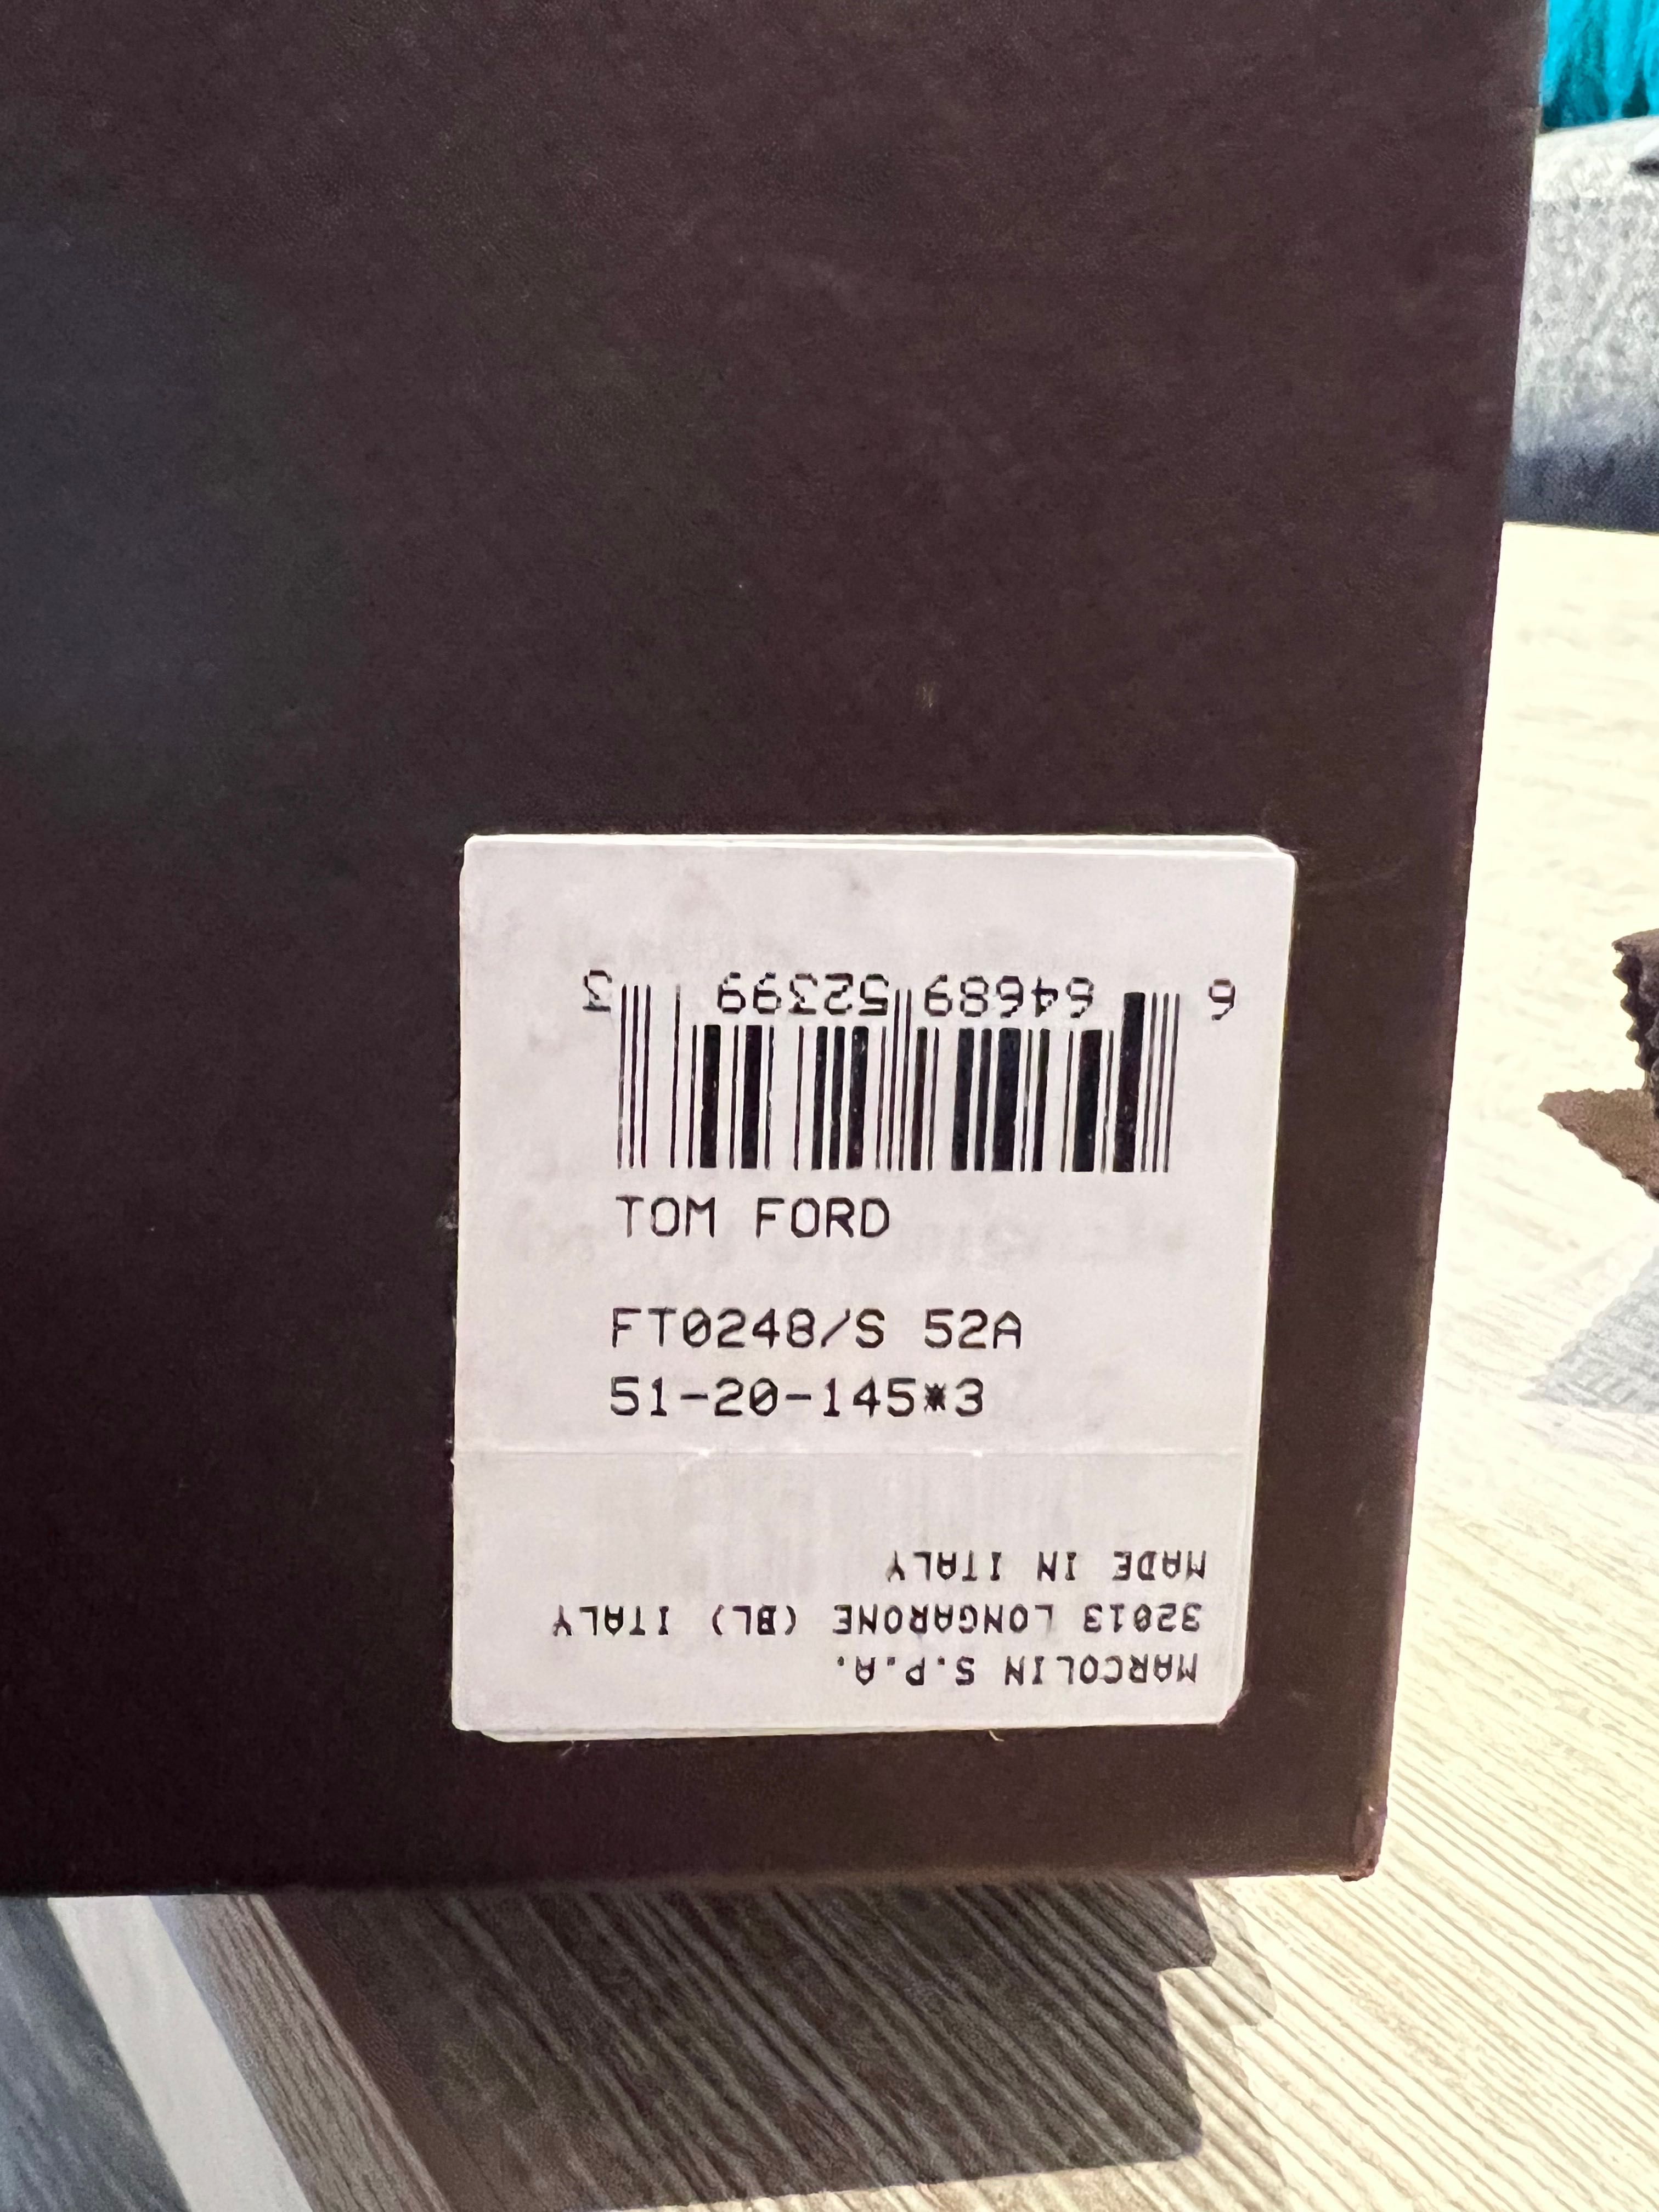 6 64689 52399 3
TOM FORD
FT0248/S 52A
51-20-145*3
MARCOLIN S.P.A.
32013 LONGARONE (BL) ITALY
MADE IN ITALY